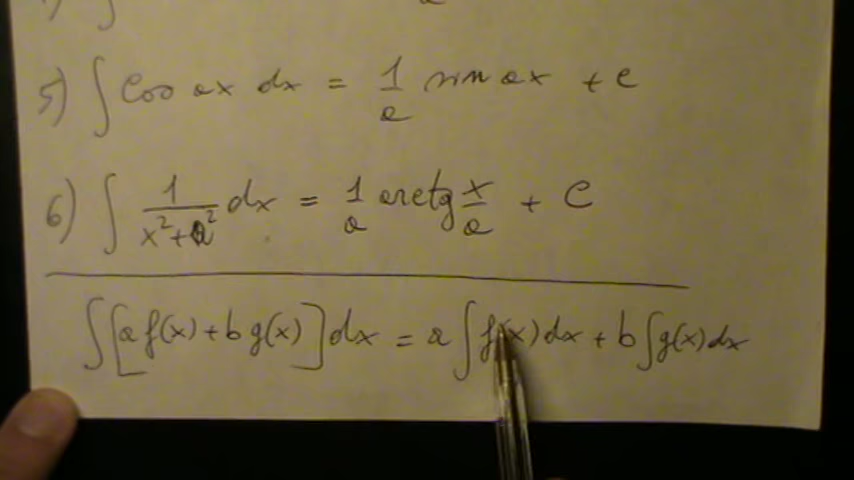 5) ∫ cos ax dx = 1/a sin ax + c
6) ∫ 1/(x²+a²) dx = 1/a arctg x/a + C
∫[a f(x) + b g(x)] dx = a ∫ f(x) dx + b ∫ g(x) dx